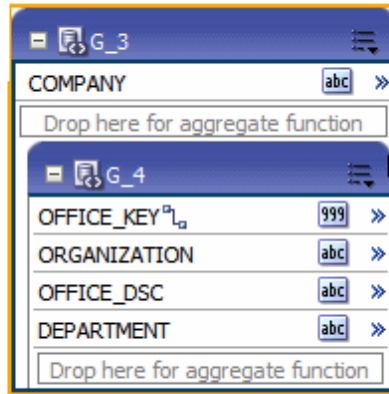 G_3
COMPANY abc
Drop here for aggregate function
G_4
OFFICE_KEY 999
ORGANIZATION abc
OFFICE_DSC abc
DEPARTMENT abc
Drop here for aggregate function